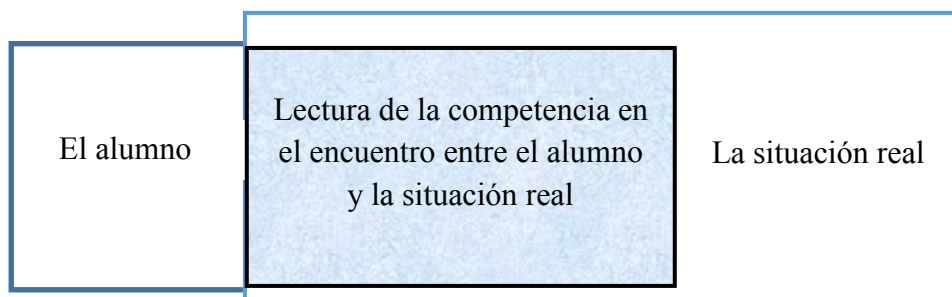 El alumno
Lectura de la competencia en
el encuentro entre el alumno
y la situación real
La situación real